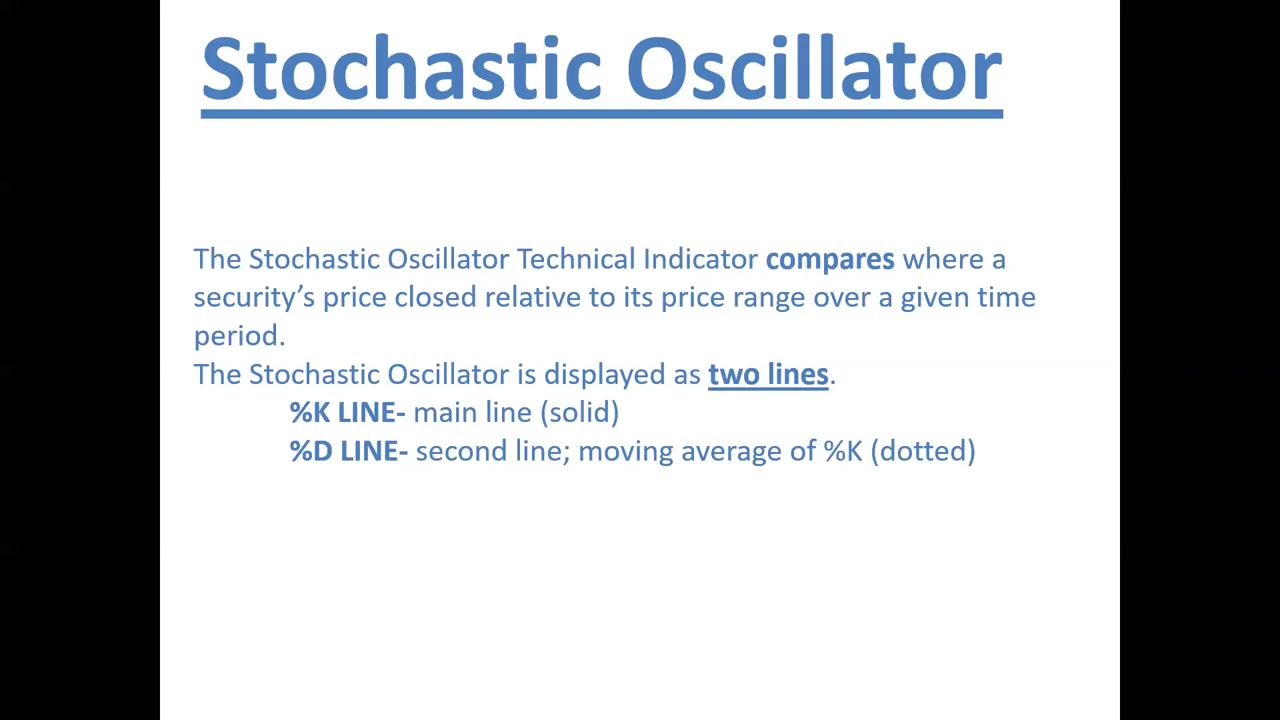 Stochastic Oscillator
The Stochastic Oscillator Technical Indicator compares where a
security’s price closed relative to its price range over a given time
period.
The Stochastic Oscillator is displayed as two lines.
%K LINE- main line (solid)
%D LINE- second line; moving average of %K (dotted)